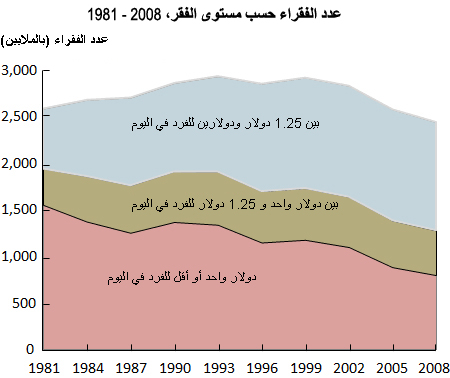 عدد الفقراء حسب مستوى الفقر، 2008 - 1981
عدد الفقراء (بالملايين)
3,000
2,500
2,000
1,500
1,000
500
0
بين 1.25 دولار ودولارين للفرد في اليوم
بين دولار واحد و 1.25 دولار للفرد في اليوم
دولار واحد أو أقل للفرد في اليوم
1981 1984 1987 1990 1993 1996 1999 2002 2005 2008